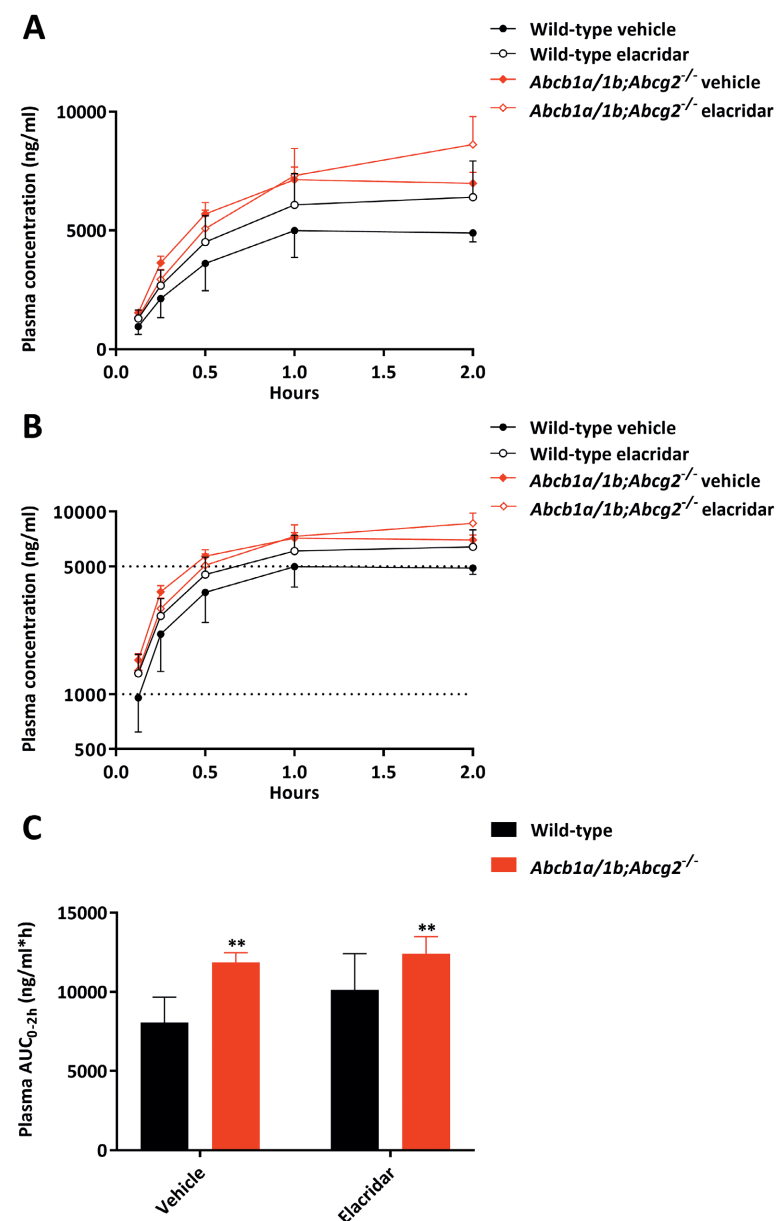 A
Wild-type vehicle
Wild-type elacridar
Abcb1a/1b;Abcg2-/- vehicle
Abcb1a/1b;Abcg2-/- elacridar
Plasma concentration (ng/ml)
10000
5000
0
0.0 0.5 1.0 1.5 2.0
Hours
B
Wild-type vehicle
Wild-type elacridar
Abcb1a/1b;Abcg2-/- vehicle
Abcb1a/1b;Abcg2-/- elacridar
Plasma concentration (ng/ml)
10000
5000
1000
500
0.0 0.5 1.0 1.5 2.0
Hours
C
Wild-type
Abcb1a/1b;Abcg2-/-
Plasma AUC0-2h (ng/ml*h)
15000
10000
5000
0
** **
Vehicle Elacridar